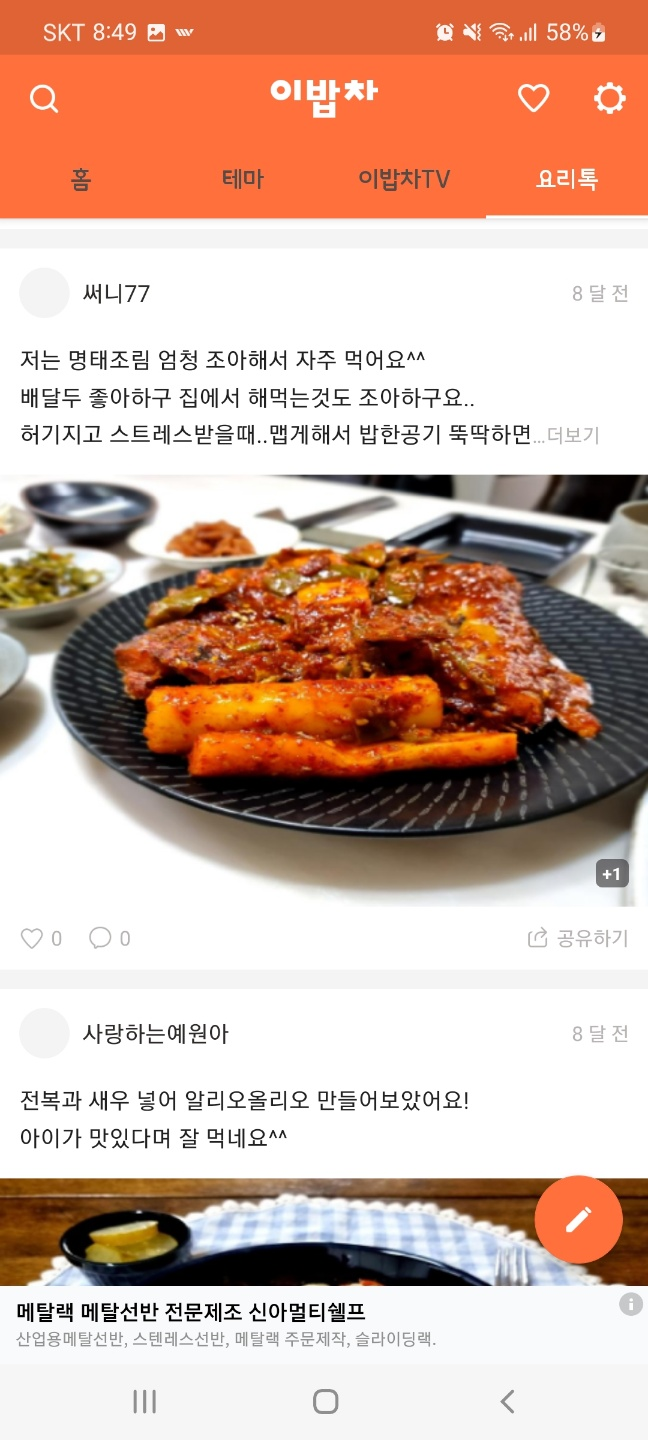 SKT 8:49
58%
이밥차
홈
테마
이밥차TV
요리톡
써니77
8 달 전
저는 명태조림 엄청 조아해서 자주 먹어요^^
배달두 좋아하구 집에서 해먹는것도 조아하구요..
허기지고 스트레스받을때..맵게해서 밥한공기 뚝딱하면...더보기
+1
0
0
공유하기
사랑하는예원아
8 달 전
전복과 새우 넣어 알리오올리오 만들어보았어요!
아이가 맛있다며 잘 먹네요^^
메탈랙 메탈선반 전문제조 신아멀티쉘프
산업용메탈선반, 스텐레스선반, 메탈랙 주문제작, 슬라이딩랙.